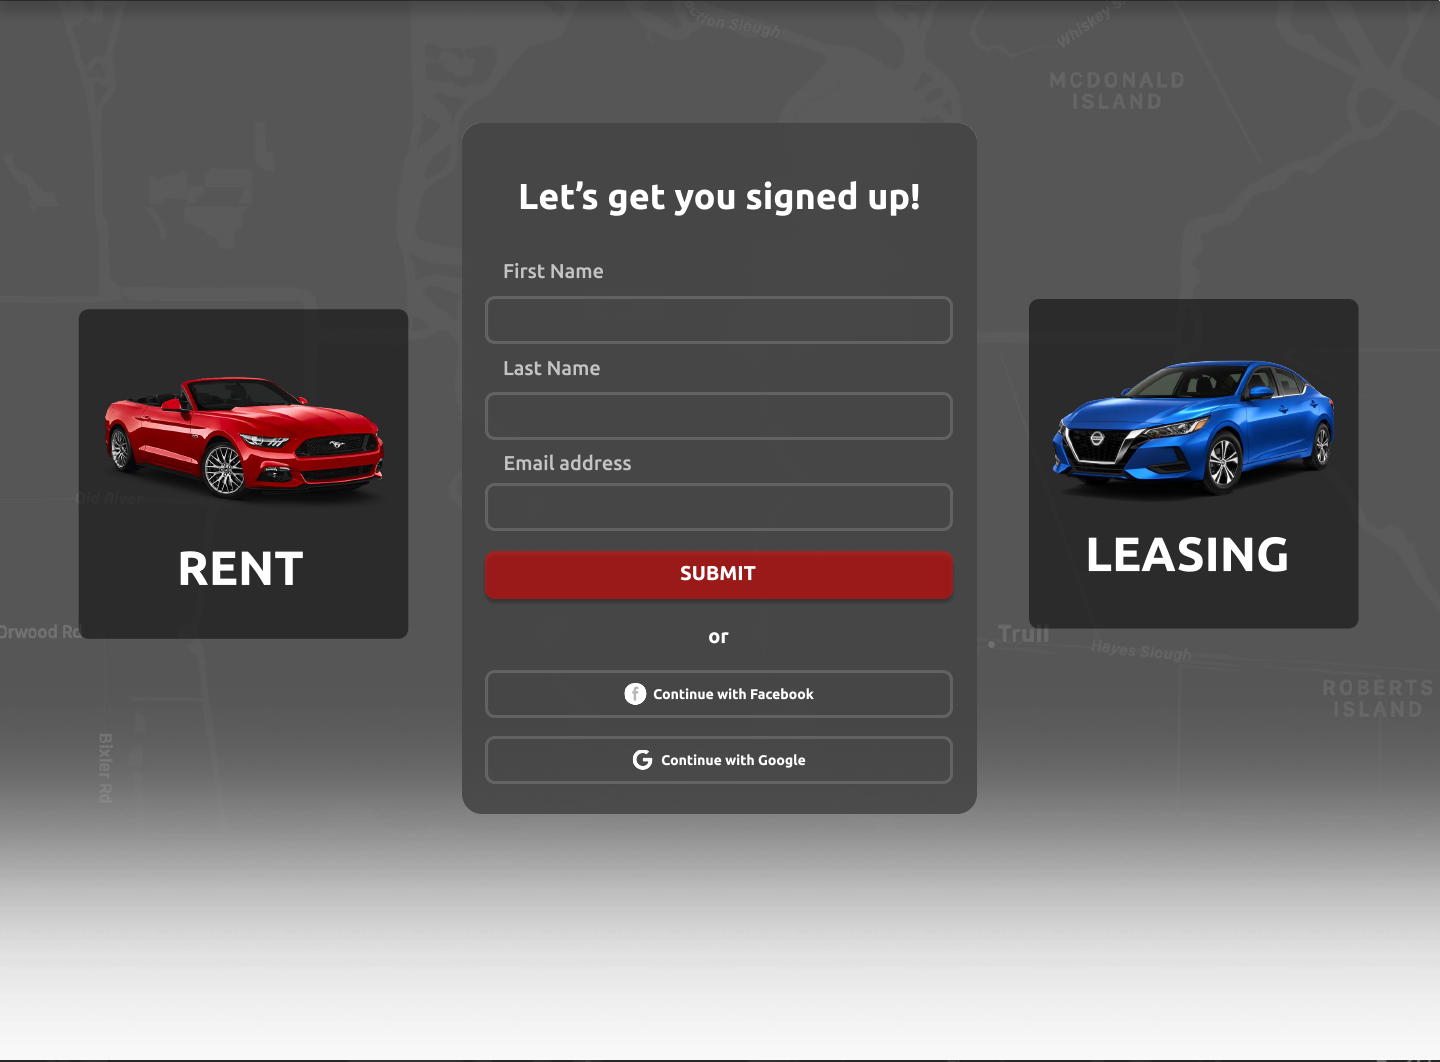 ction Slough
Whiskey S
MCDONALD
ISLAND
Let's get you signed up!
First Name
Last Name
Email address
SUBMIT
or
Continue with Facebook
Continue with Google
Old River
RENT
LEASING
Orwood Rd
Trull
Hayes Slough
ROBERTS
ISLAND
Bixler Rd